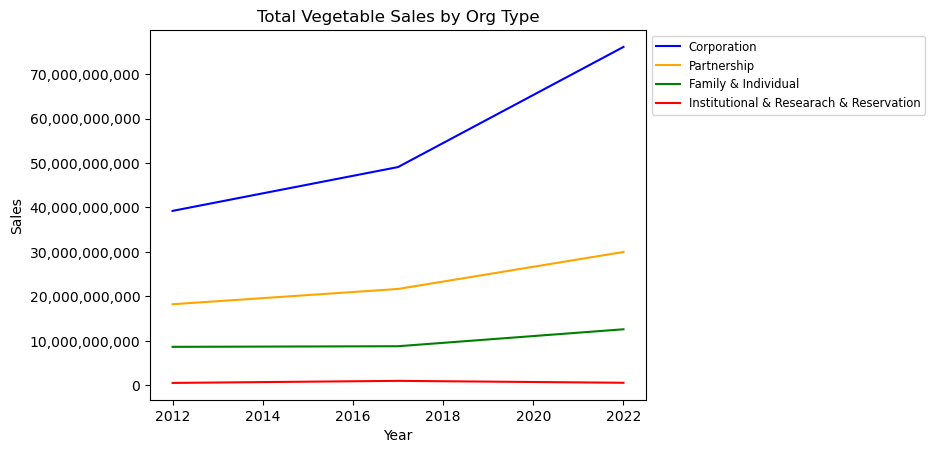 Total Vegetable Sales by Org Type
Corporation
Partnership
Family & Individual
Institutional & Researach & Reservation
70,000,000,000
60,000,000,000
50,000,000,000
40,000,000,000
30,000,000,000
20,000,000,000
10,000,000,000
0
Sales
2012 2014 2016 2018 2020 2022
Year